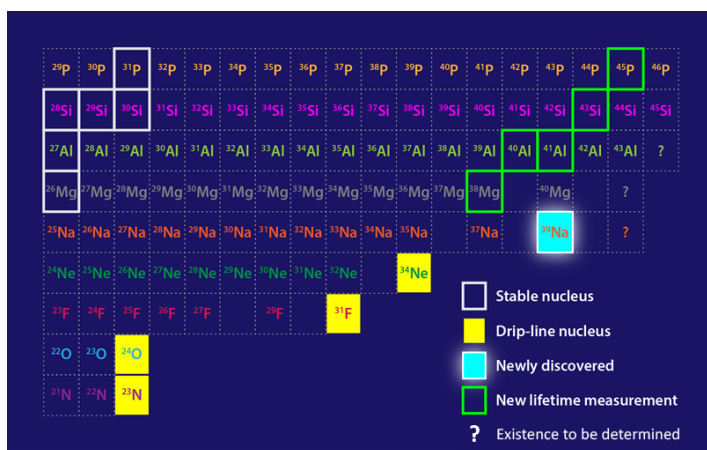 ²⁹P ³⁰P ³¹P ³²P ³³P ³⁴P ³⁵P ³⁶P ³⁷P ³⁸P ³⁹P ⁴⁰P ⁴¹P ⁴²P ⁴³P ⁴⁴P ⁴⁵P ⁴⁶P
²⁸Si ²⁹Si ³⁰Si ³¹Si ³²Si ³³Si ³⁴Si ³⁵Si ³⁶Si ³⁷Si ³⁸Si ³⁹Si ⁴⁰Si ⁴¹Si ⁴²Si ⁴³Si ⁴⁴Si ⁴⁵Si
²⁷Al ²⁸Al ²⁹Al ³⁰Al ³¹Al ³²Al ³³Al ³⁴Al ³⁵Al ³⁶Al ³⁷Al ³⁸Al ³⁹Al ⁴⁰Al ⁴¹Al ⁴²Al ⁴³Al ?
²⁶Mg ²⁷Mg ²⁸Mg ²⁹Mg ³⁰Mg ³¹Mg ³²Mg ³³Mg ³⁴Mg ³⁵Mg ³⁶Mg ³⁷Mg ³⁸Mg ⁴⁰Mg ?
²⁵Na ²⁶Na ²⁷Na ²⁸Na ²⁹Na ³⁰Na ³¹Na ³²Na ³³Na ³⁴Na ³⁵Na ³⁷Na ³⁹Na ?
²⁴Ne ²⁵Ne ²⁶Ne ²⁷Ne ²⁸Ne ²⁹Ne ³⁰Ne ³¹Ne ³²Ne ³⁴Ne
²³F ²⁴F ²⁵F ²⁶F ²⁷F ²⁹F ³¹F
²²O ²³O ²⁴O
²¹N ²²N ²³N
Stable nucleus
Drip-line nucleus
Newly discovered
New lifetime measurement
? Existence to be determined